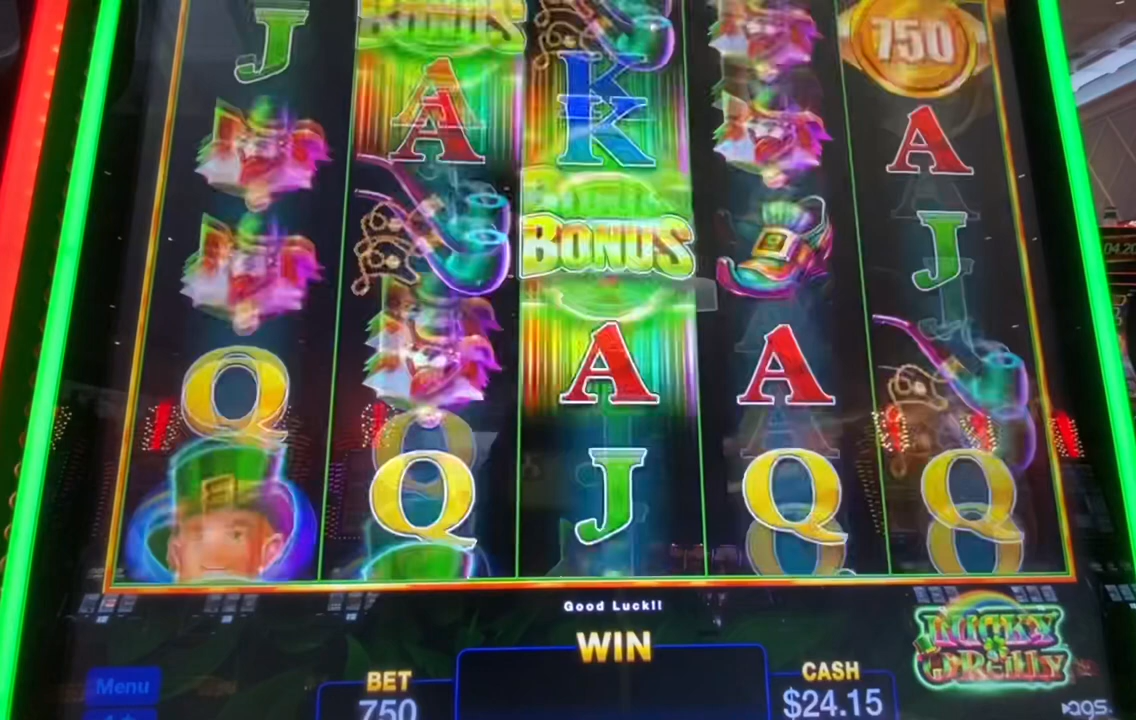 J
BONUS
750
A
K
K
A
J
BONUS
A
A
Q
Q
J
Q
Q
Good Luck!!
WIN
Menu
BET
750
CASH
$24.15
LUCKY
O'REILLY